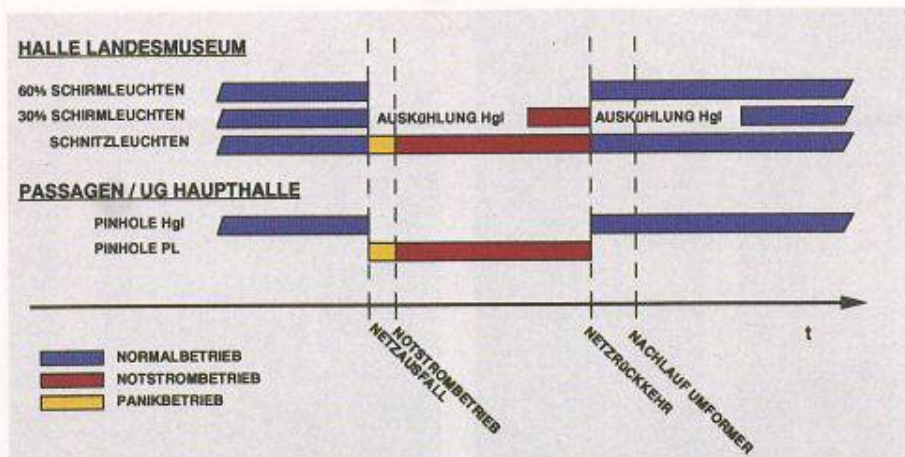 HALLE LANDESMUSEUM
60% SCHIRMLEUCHTEN
30% SCHIRMLEUCHTEN AUSKüHLUNG Hgl AUSKüHLUNG Hgl
SCHNITZLEUCHTEN
PASSAGEN / UG HAUPTHALLE
PINHOLE Hgl
PINHOLE PL
t
NETZAUSFALL
NOTSTROMBETRIEB
NETZRüCKKEHR
NACHLAUF UMFORMER
NORMALBETRIEB
NOTSTROMBETRIEB
PANIKBETRIEB